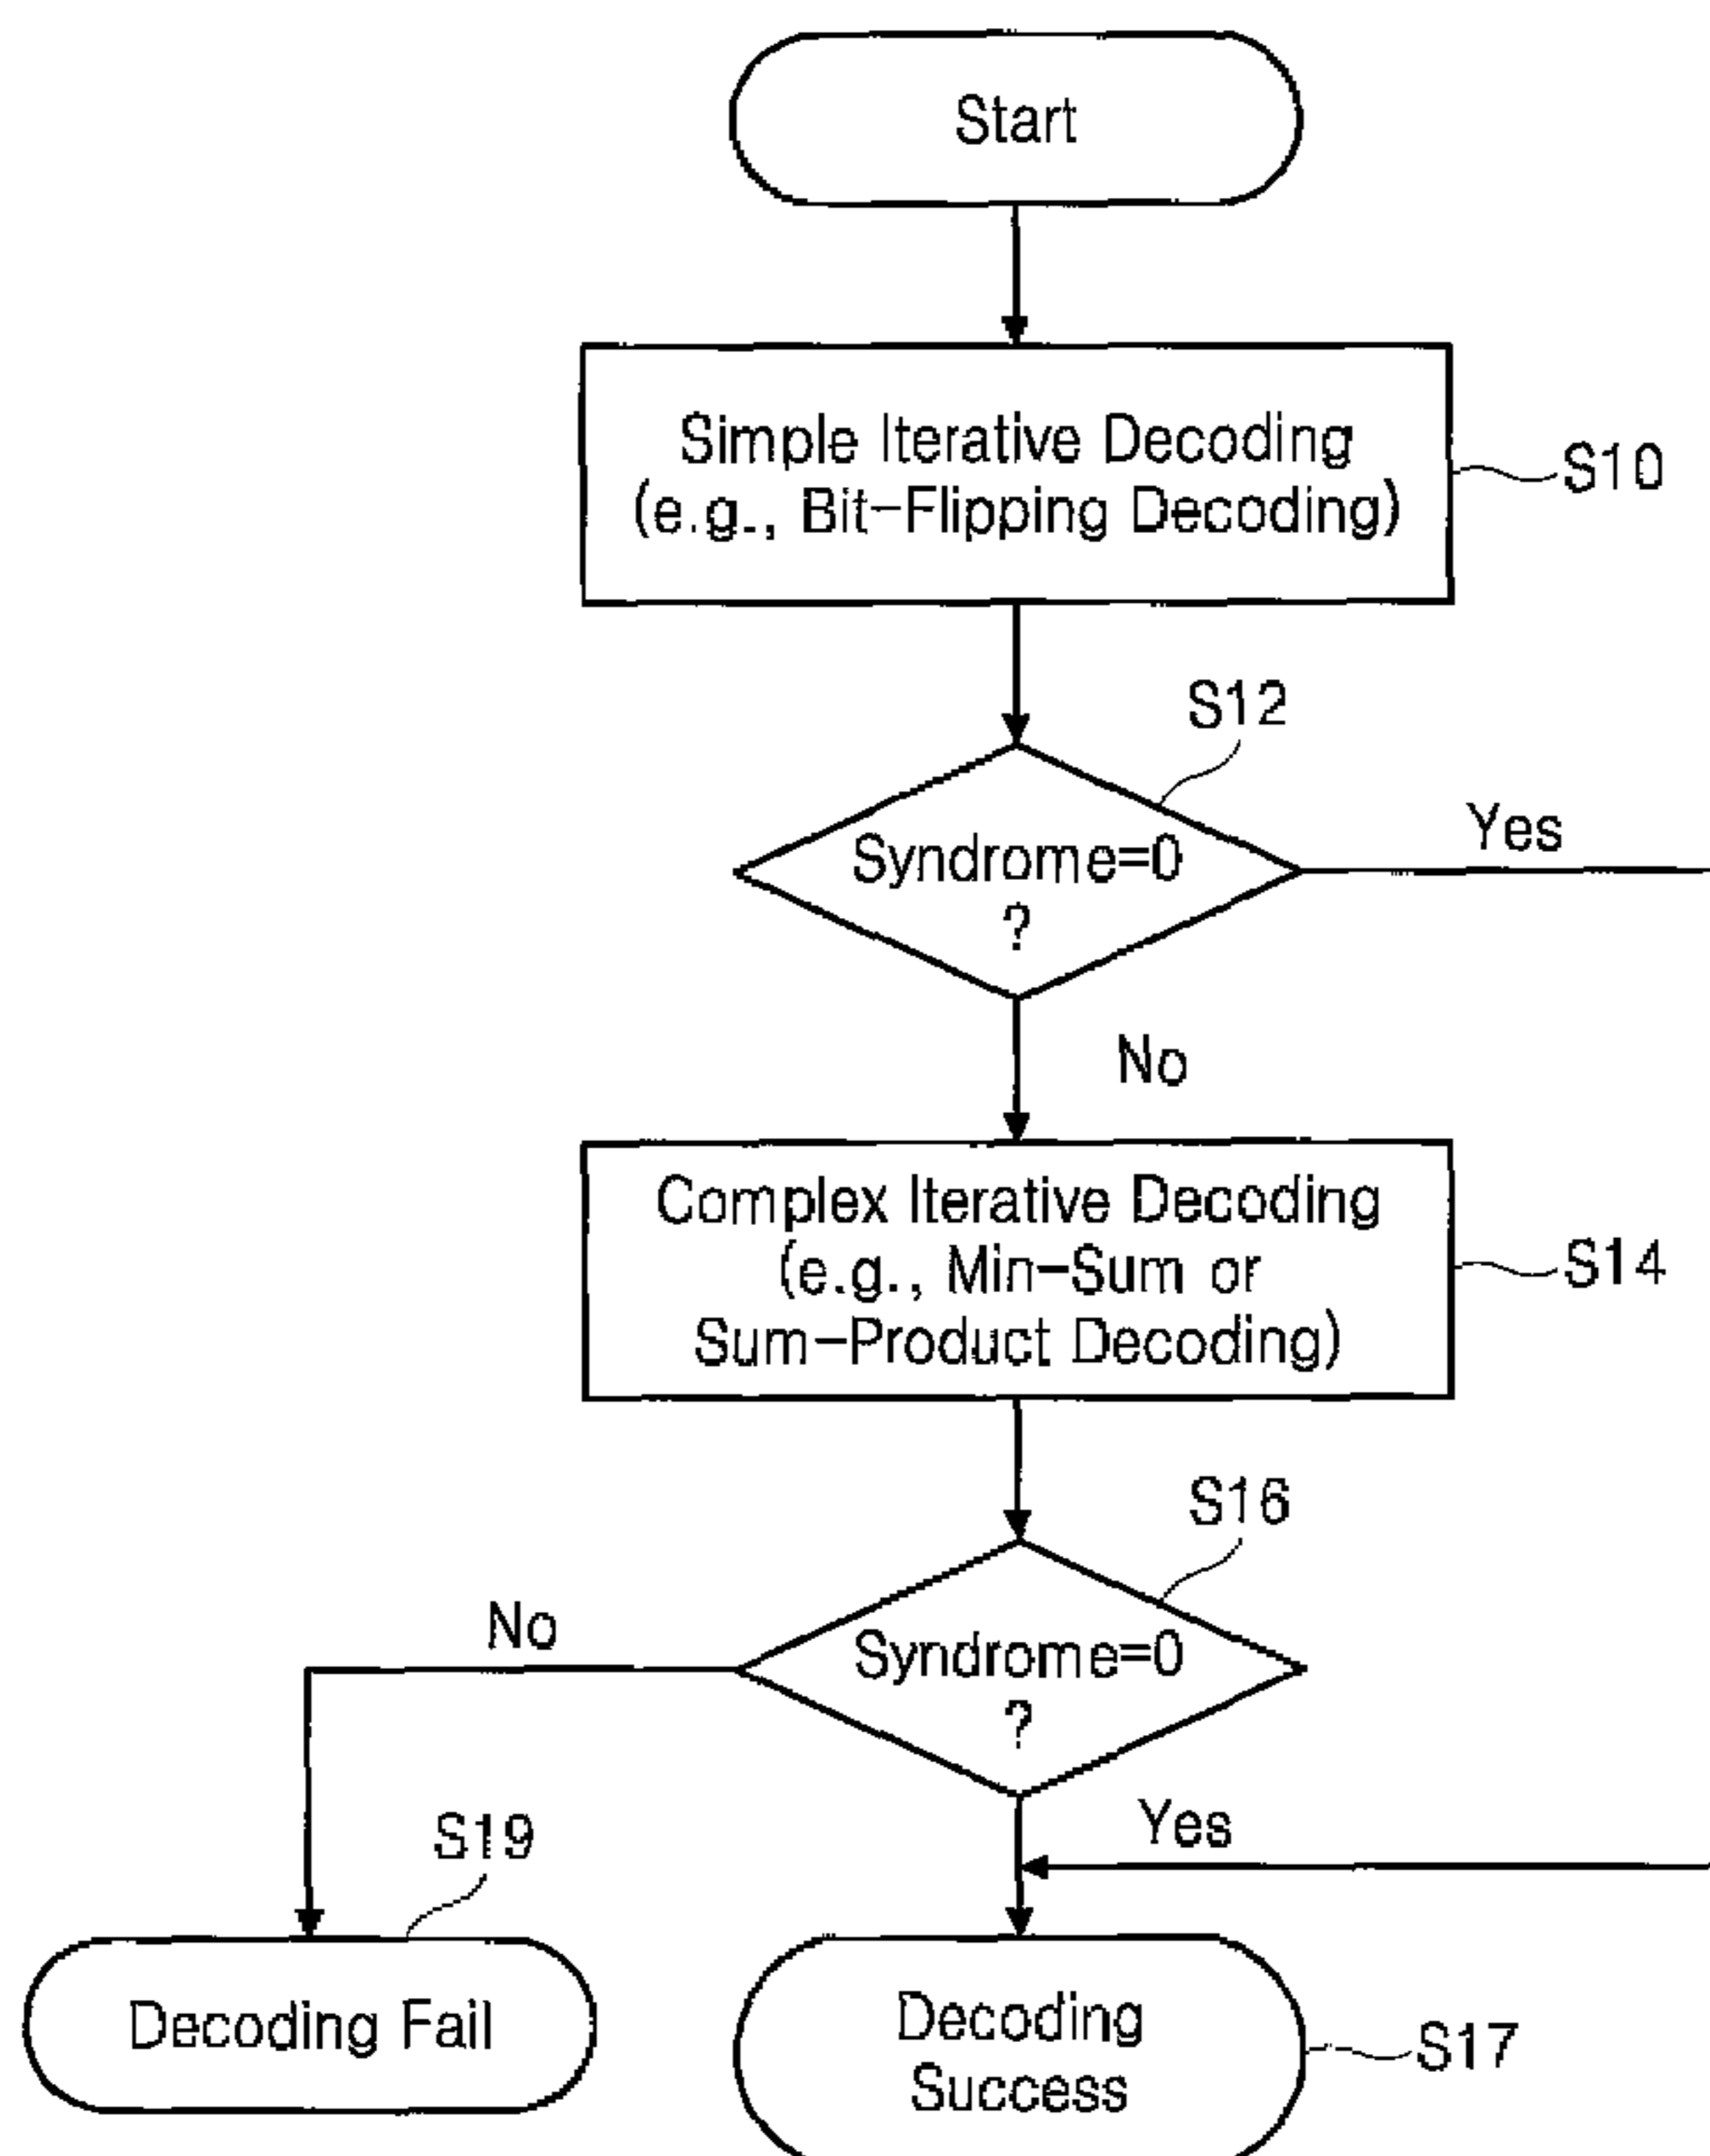 Start
Simple Iterative Decoding
(e.g., Bit-Flipping Decoding)
S10
S12
Syndrome=0
?
Yes
No
Complex Iterative Decoding
(e.g., Min-Sum or
Sum-Product Decoding)
S14
S16
Syndrome=0
?
No
Yes
S19
Decoding Fail
Decoding
Success
S17